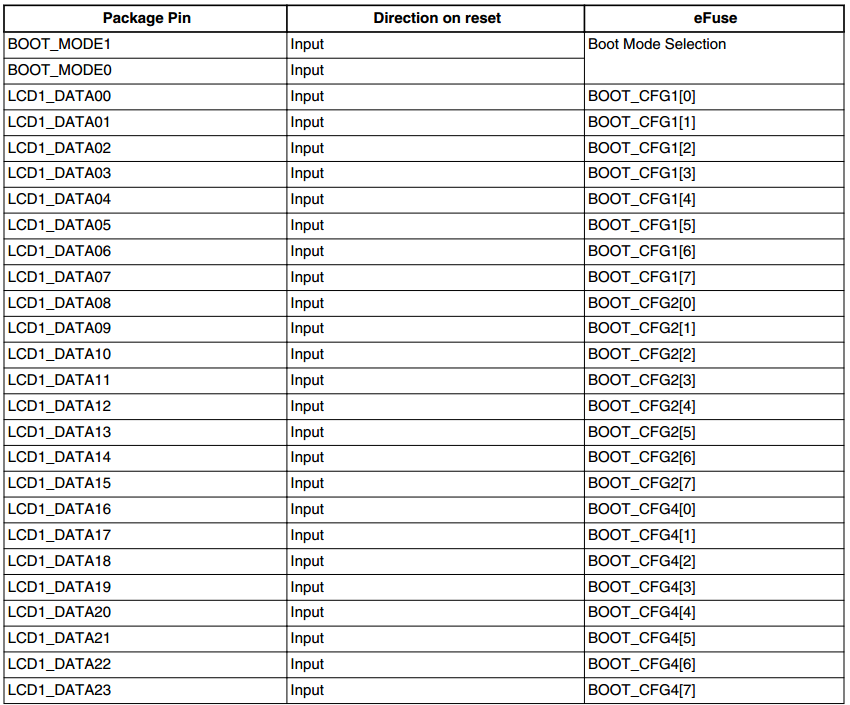 Package Pin Direction on reset eFuse
BOOT_MODE1 Input Boot Mode Selection
BOOT_MODE0 Input
LCD1_DATA00 Input BOOT_CFG1[0]
LCD1_DATA01 Input BOOT_CFG1[1]
LCD1_DATA02 Input BOOT_CFG1[2]
LCD1_DATA03 Input BOOT_CFG1[3]
LCD1_DATA04 Input BOOT_CFG1[4]
LCD1_DATA05 Input BOOT_CFG1[5]
LCD1_DATA06 Input BOOT_CFG1[6]
LCD1_DATA07 Input BOOT_CFG1[7]
LCD1_DATA08 Input BOOT_CFG2[0]
LCD1_DATA09 Input BOOT_CFG2[1]
LCD1_DATA10 Input BOOT_CFG2[2]
LCD1_DATA11 Input BOOT_CFG2[3]
LCD1_DATA12 Input BOOT_CFG2[4]
LCD1_DATA13 Input BOOT_CFG2[5]
LCD1_DATA14 Input BOOT_CFG2[6]
LCD1_DATA15 Input BOOT_CFG2[7]
LCD1_DATA16 Input BOOT_CFG4[0]
LCD1_DATA17 Input BOOT_CFG4[1]
LCD1_DATA18 Input BOOT_CFG4[2]
LCD1_DATA19 Input BOOT_CFG4[3]
LCD1_DATA20 Input BOOT_CFG4[4]
LCD1_DATA21 Input BOOT_CFG4[5]
LCD1_DATA22 Input BOOT_CFG4[6]
LCD1_DATA23 Input BOOT_CFG4[7]